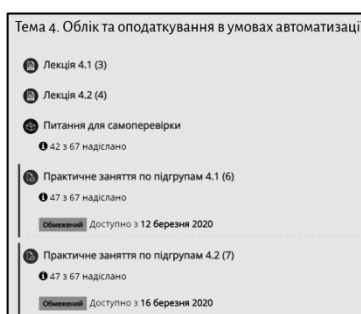 Тема 4. Облік та оподаткування в умовах автоматизації
Лекція 4.1 (3)
Лекція 4.2 (4)
Питання для самоперевірки
42 з 67 надіслано
Практичне заняття по підгрупам 4.1 (6)
47 з 67 надіслано
Обмежений Доступно з 12 березня 2020
Практичне заняття по підгрупам 4.2 (7)
47 з 67 надіслано
Обмежений Доступно з 16 березня 2020